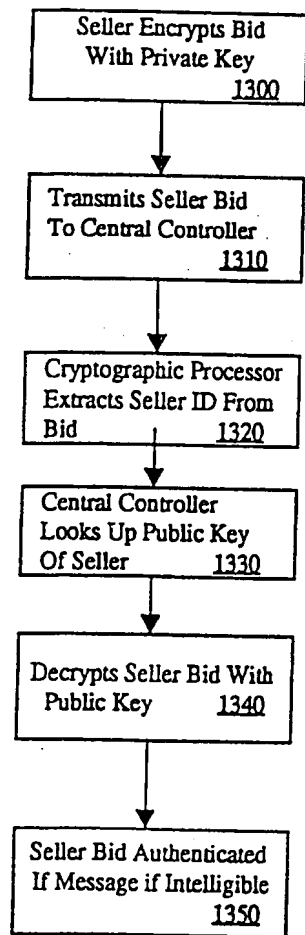 Seller Encrypts Bid
With Private Key
1300
Transmits Seller Bid
To Central Controller
1310
Cryptographic Processor
Extracts Seller ID From
Bid 1320
Central Controller
Looks Up Public Key
Of Seller 1330
Decrypts Seller Bid With
Public Key 1340
Seller Bid Authenticated
If Message if Intelligible
1350